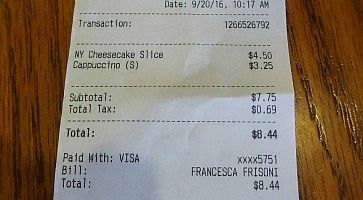 Date: 9/20/16, 10:17 AM
Transaction: 1266526792
NY Cheesecake Slice $4.50
Cappuccino (S) $3.25
Subtotal: $7.75
Total Tax: $0.69
Total: $8.44
Paid With: VISA xxxx5751
Bill: FRANCESCA FRISONI
Total: $8.44